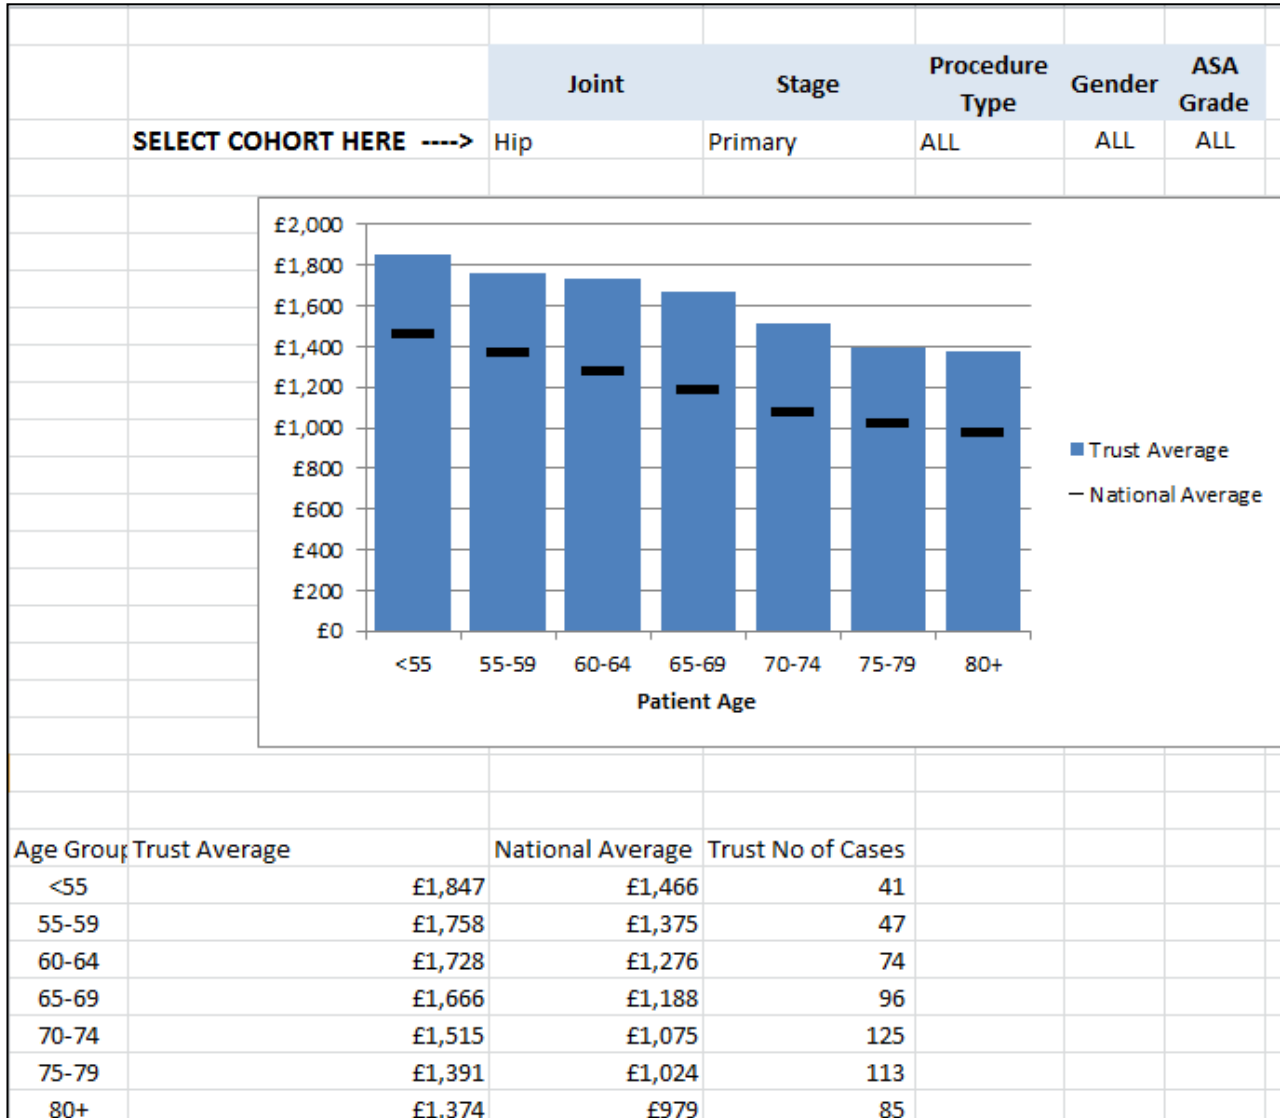 Joint Stage Procedure Type Gender ASA Grade
SELECT COHORT HERE ----> Hip Primary ALL ALL ALL
£2,000
£1,800
£1,600
£1,400
£1,200
£1,000
£800
£600
£400
£200
£0
<55 55-59 60-64 65-69 70-74 75-79 80+
Patient Age
Trust Average
National Average
Age Group Trust Average National Average Trust No of Cases
<55 £1,847 £1,466 41
55-59 £1,758 £1,375 47
60-64 £1,728 £1,276 74
65-69 £1,666 £1,188 96
70-74 £1,515 £1,075 125
75-79 £1,391 £1,024 113
80+ £1,374 £979 85